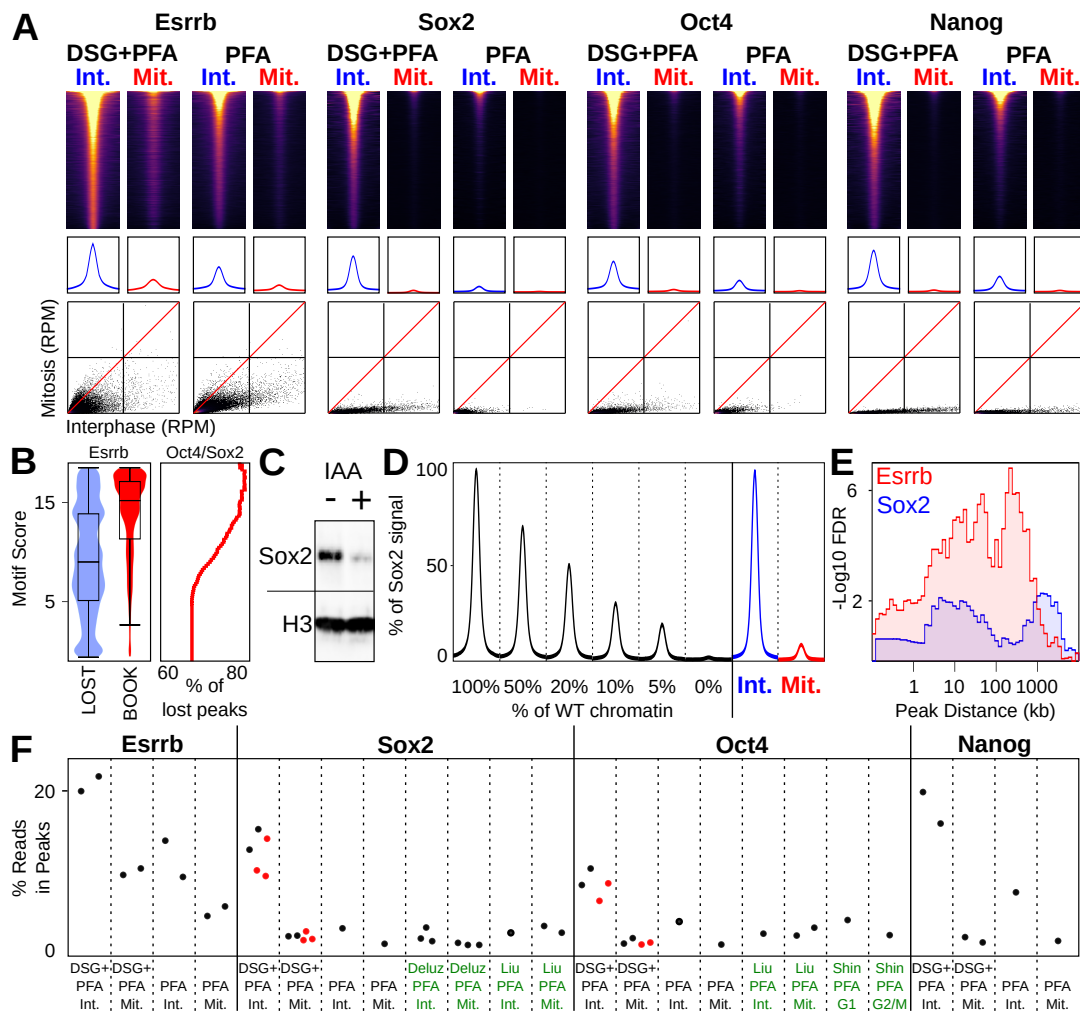 A
Esrrb Sox2 Oct4 Nanog
DSG+PFA PFA DSG+PFA PFA DSG+PFA PFA DSG+PFA PFA
Int. Mit. Int. Mit. Int. Mit. Int. Mit. Int. Mit. Int. Mit. Int. Mit. Int. Mit.
Mitosis (RPM)
Interphase (RPM)
B
Esrrb Oct4/Sox2
Motif Score
15
5
LOST BOOK
60 80
% of
lost peaks
C
IAA
- +
Sox2
H3
D
% of Sox2 signal
100
50
0
100% 50% 20% 10% 5% 0% Int. Mit.
% of WT chromatin
E
Esrrb
Sox2
-Log10 FDR
6
2
1 10 100 1000
Peak Distance (kb)
F
Esrrb Sox2 Oct4 Nanog
% Reads
in Peaks
20
0
DSG+ DSG+ DSG+ DSG+ Deluz Deluz Liu Liu DSG+ DSG+ Liu Liu Shin Shin DSG+ DSG+
PFA PFA PFA PFA PFA PFA PFA PFA PFA PFA PFA PFA PFA PFA PFA PFA PFA PFA PFA PFA PFA PFA PFA PFA
Int. Mit. Int. Mit. Int. Mit. Int. Mit. Int. Mit. Int. Mit. Int. Mit. Int. Mit. Int. Mit. G1 G2/M Int. Mit. Int. Mit.